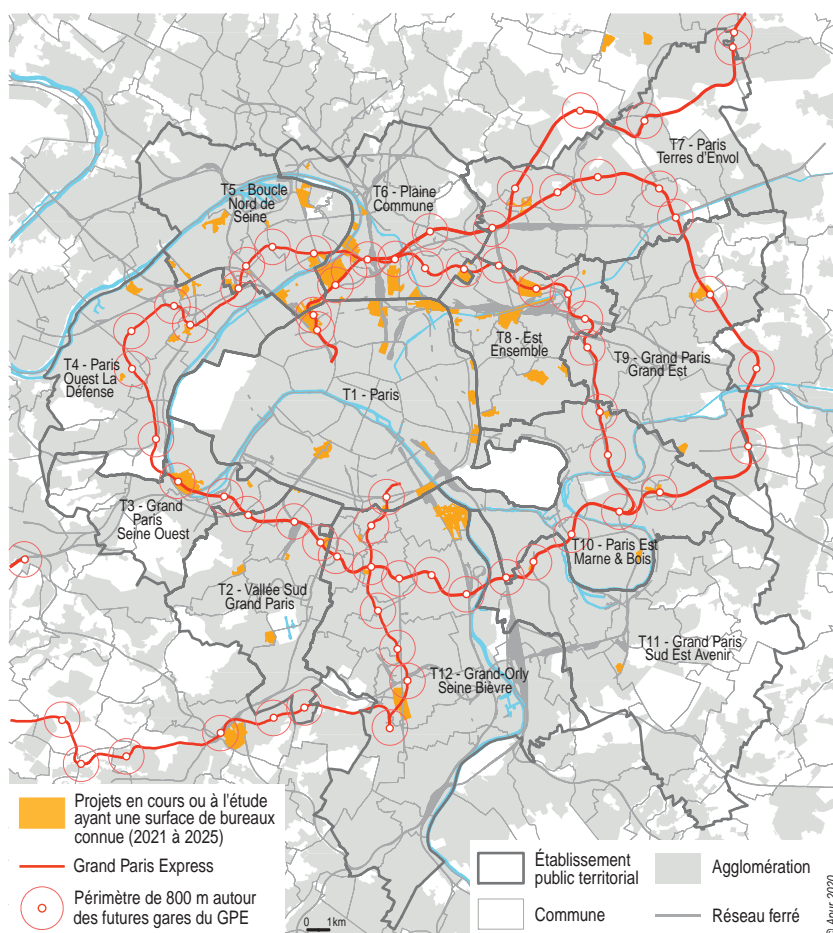 T7 - Paris
Terres d'Envol
T5 - Boucle
Nord de
Seine
T6 - Plaine
Commune
T8 - Est
Ensemble
T9 - Grand Paris
Grand Est
T4 - Paris
Ouest La
Défense
T1 - Paris
T3 - Grand
Paris
Seine Ouest
T10 - Paris Est
Marne & Bois
T2 - Vallée Sud
Grand Paris
T11 - Grand Paris
Sud Est Avenir
T12 - Grand-Orly
Seine Bièvre
Projets en cours ou à l'étude
ayant une surface de bureaux
connue (2021 à 2025)
Grand Paris Express
Périmètre de 800 m autour
des futures gares du GPE
0 1km
Établissement
public territorial
Commune
Agglomération
Réseau ferré
© Apur 2020